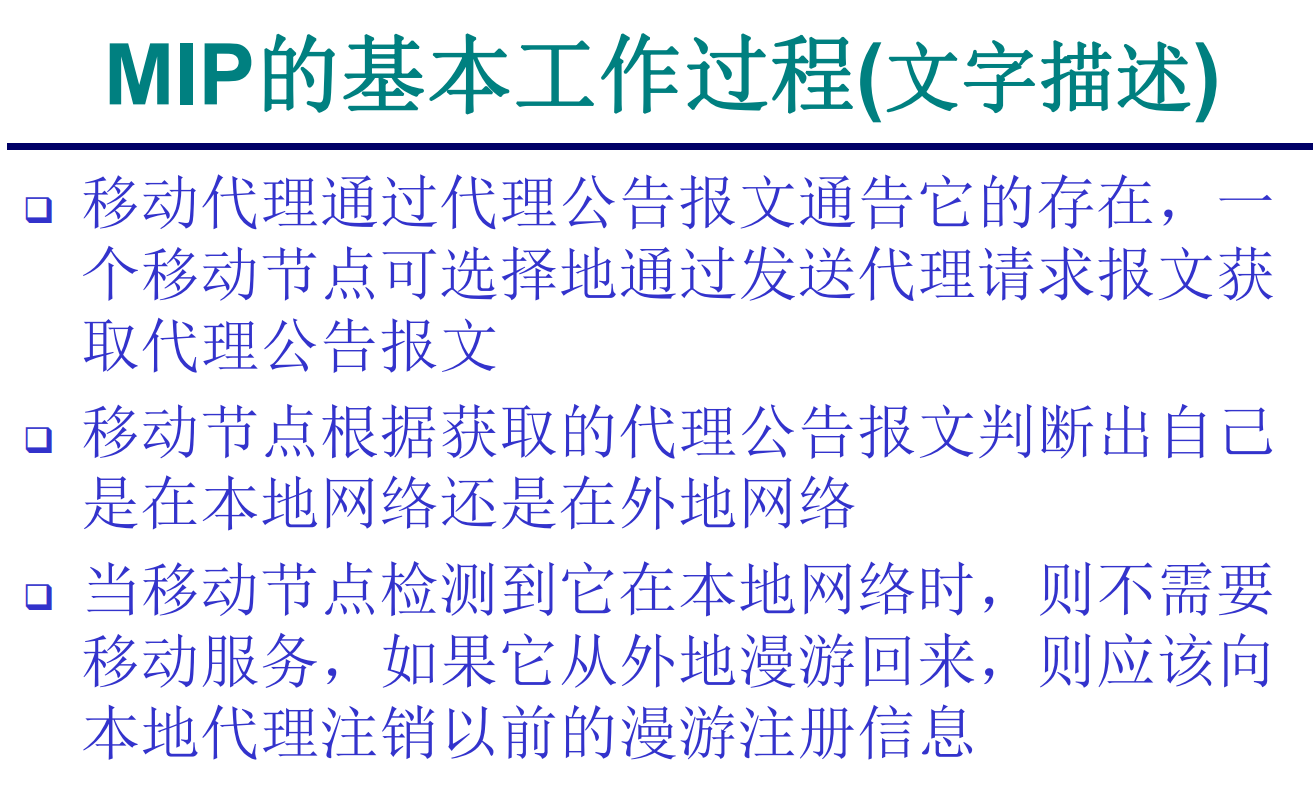 MIP的基本工作过程(文字描述)
移动代理通过代理公告报文通告它的存在，一
个移动节点可选择地通过发送代理请求报文获
取代理公告报文
移动节点根据获取的代理公告报文判断出自己
是在本地网络还是在外地网络
当移动节点检测到它在本地网络时，则不需要
移动服务，如果它从外地漫游回来，则应该向
本地代理注销以前的漫游注册信息